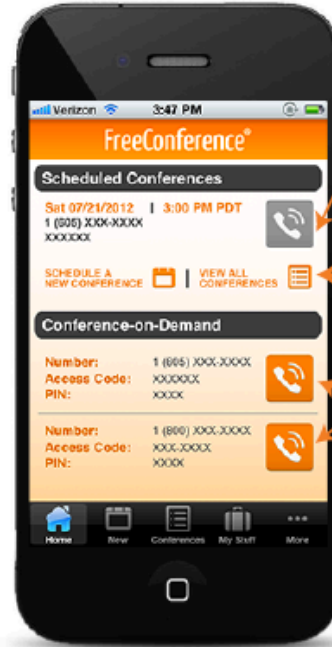 Verizon 3:47 PM
FreeConference®
Scheduled Conferences
Sat 07/21/2012 | 3:00 PM PDT
1 (605) XXX-XXXX
XXXXXX
SCHEDULE A NEW CONFERENCE | VIEW ALL CONFERENCES
Conference-on-Demand
Number: 1 (605) XXX-XXXX
Access Code: XXXXXX
PIN: XXXX
Number: 1 (800) XXX-XXXX
Access Code: XXX-XXXX
PIN: XXXX
Home New Conferences My Stuff More